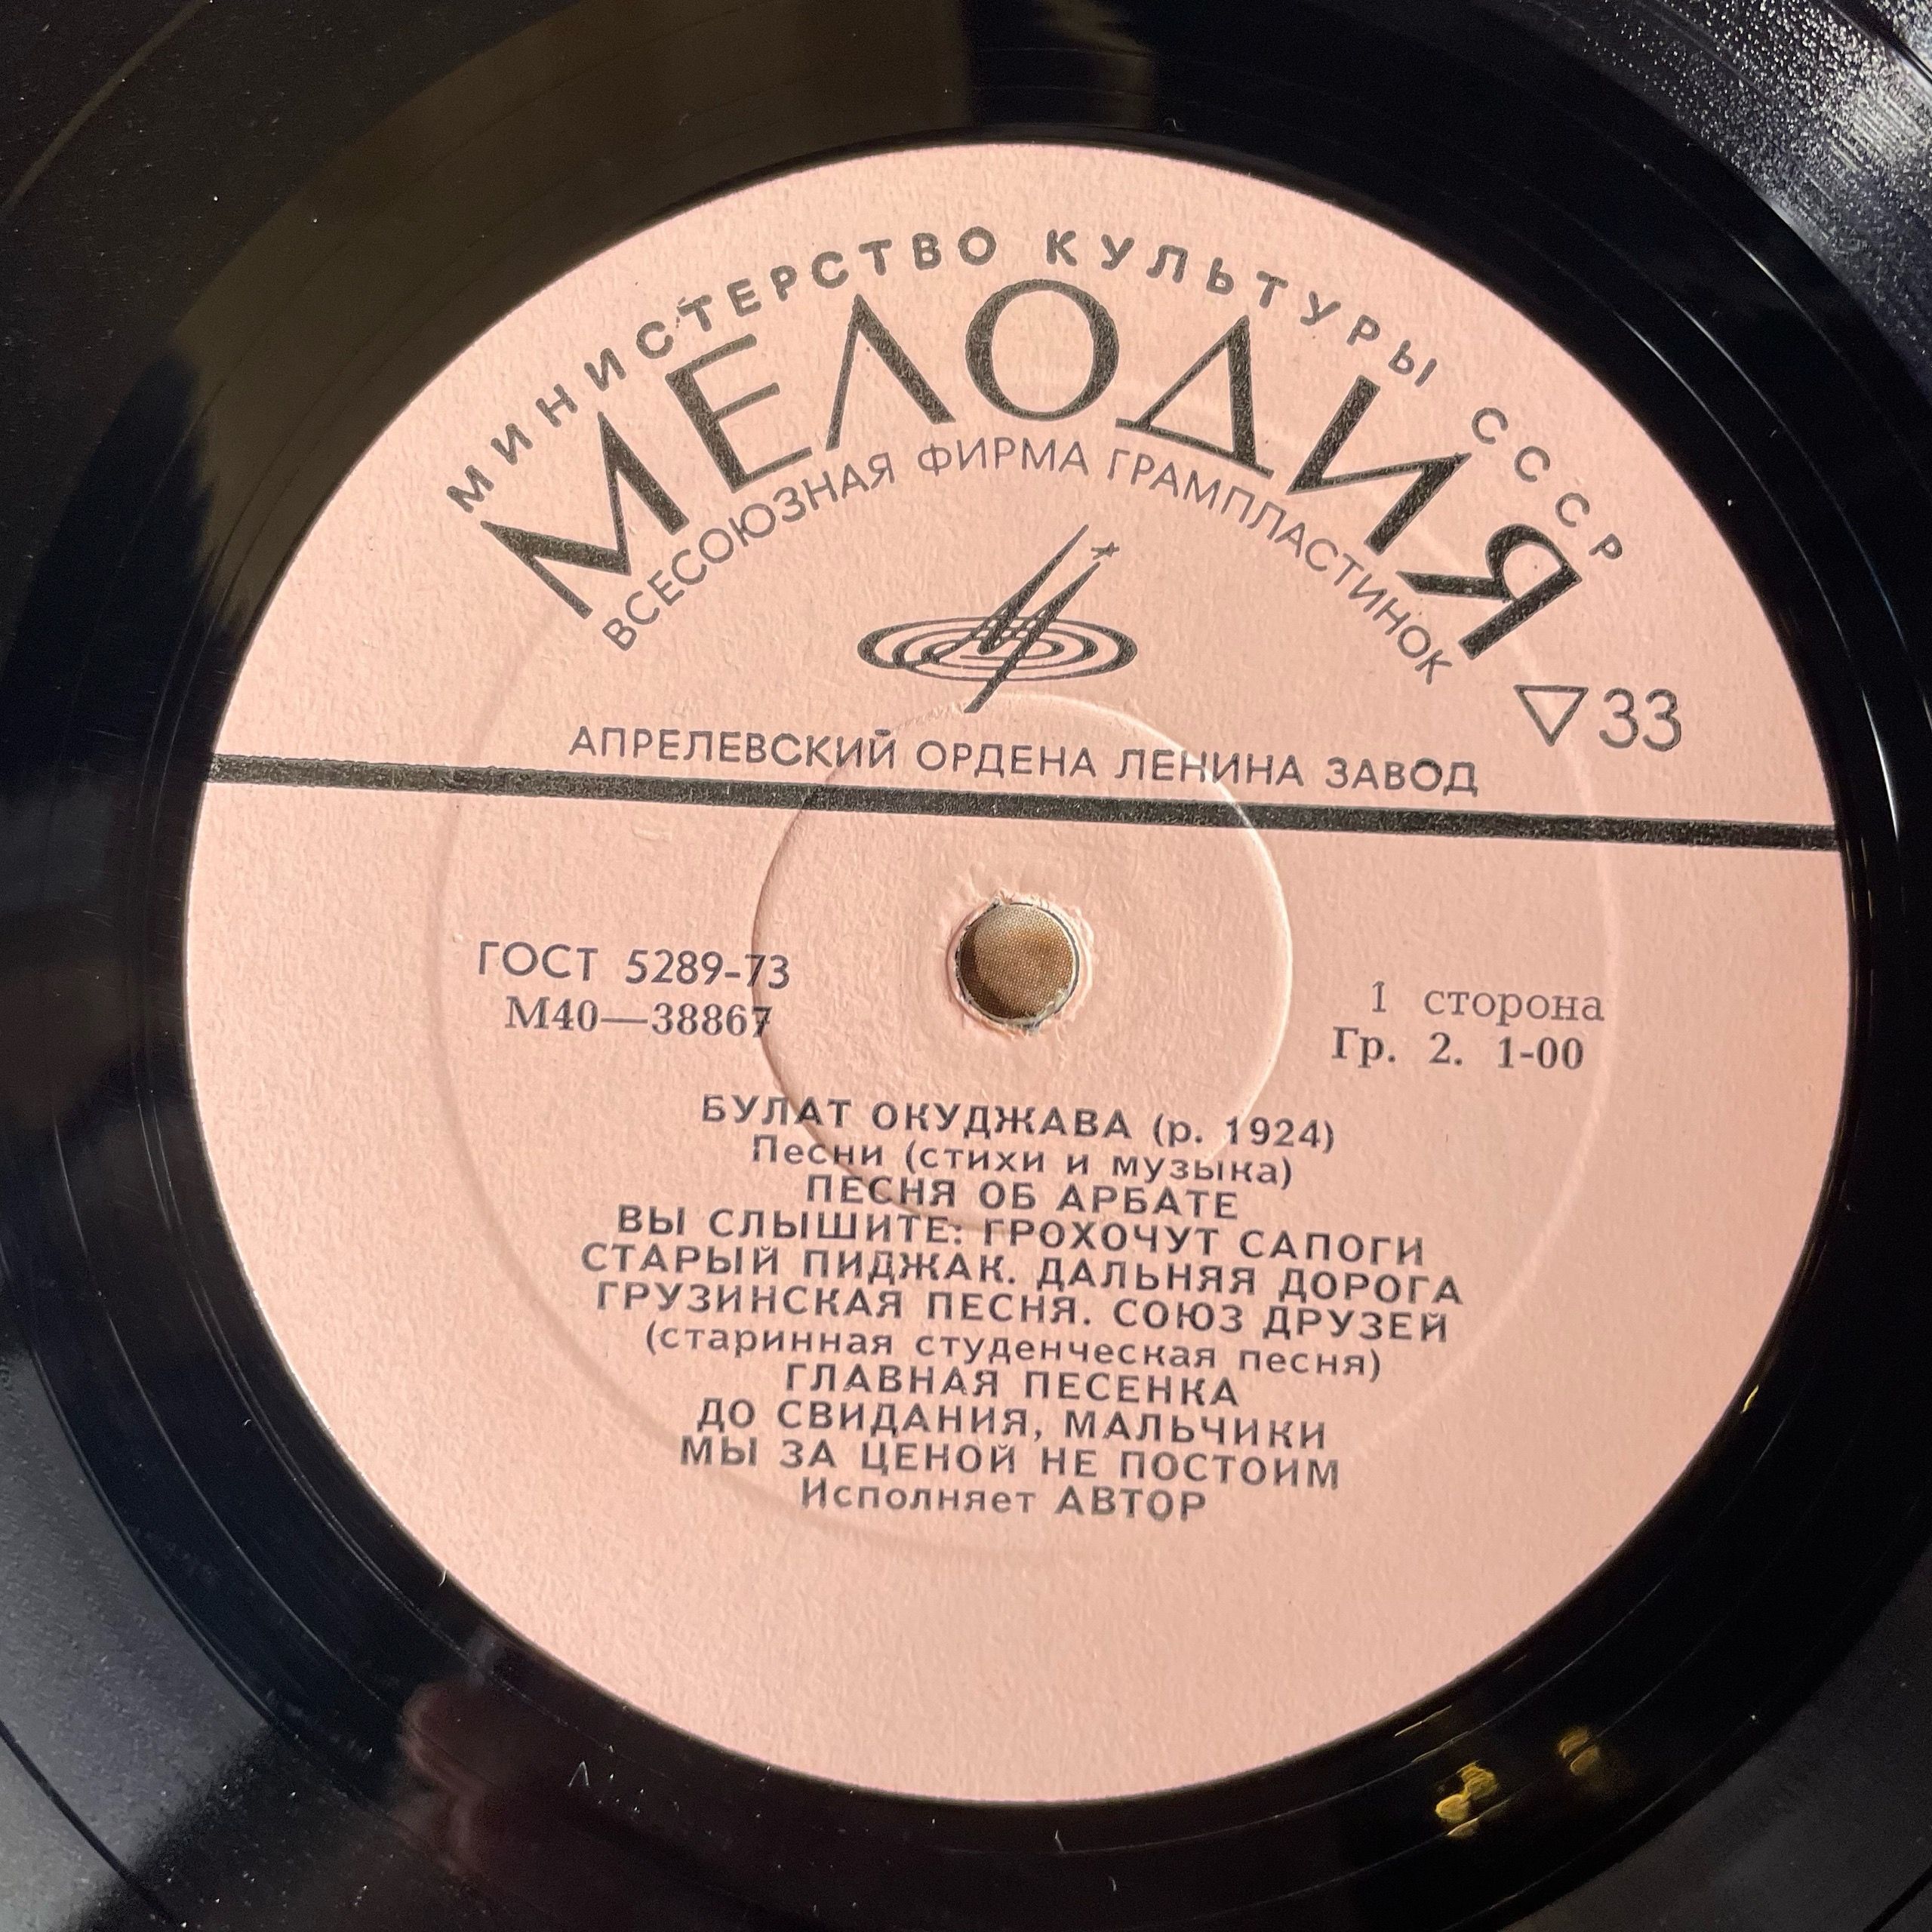 МИНИСТЕРСТВО КУЛЬТУРЫ СССР
МЕЛОДИЯ
ВСЕСОЮЗНАЯ ФИРМА ГРАМПЛАСТИНОК
▽33
АПРЕЛЕВСКИЙ ОРДЕНА ЛЕНИНА ЗАВОД
ГОСТ 5289-73
М40—38867
1 сторона
Гр. 2. 1-00
БУЛАТ ОКУДЖАВА (р. 1924)
Песни (стихи и музыка)
ПЕСНЯ ОБ АРБАТЕ
ВЫ СЛЫШИТЕ: ГРОХОЧУТ САПОГИ
СТАРЫЙ ПИДЖАК. ДАЛЬНЯЯ ДОРОГА
ГРУЗИНСКАЯ ПЕСНЯ. СОЮЗ ДРУЗЕЙ
(старинная студенческая песня)
ГЛАВНАЯ ПЕСЕНКА
ДО СВИДАНИЯ, МАЛЬЧИКИ
МЫ ЗА ЦЕНОЙ НЕ ПОСТОИМ
Исполняет АВТОР